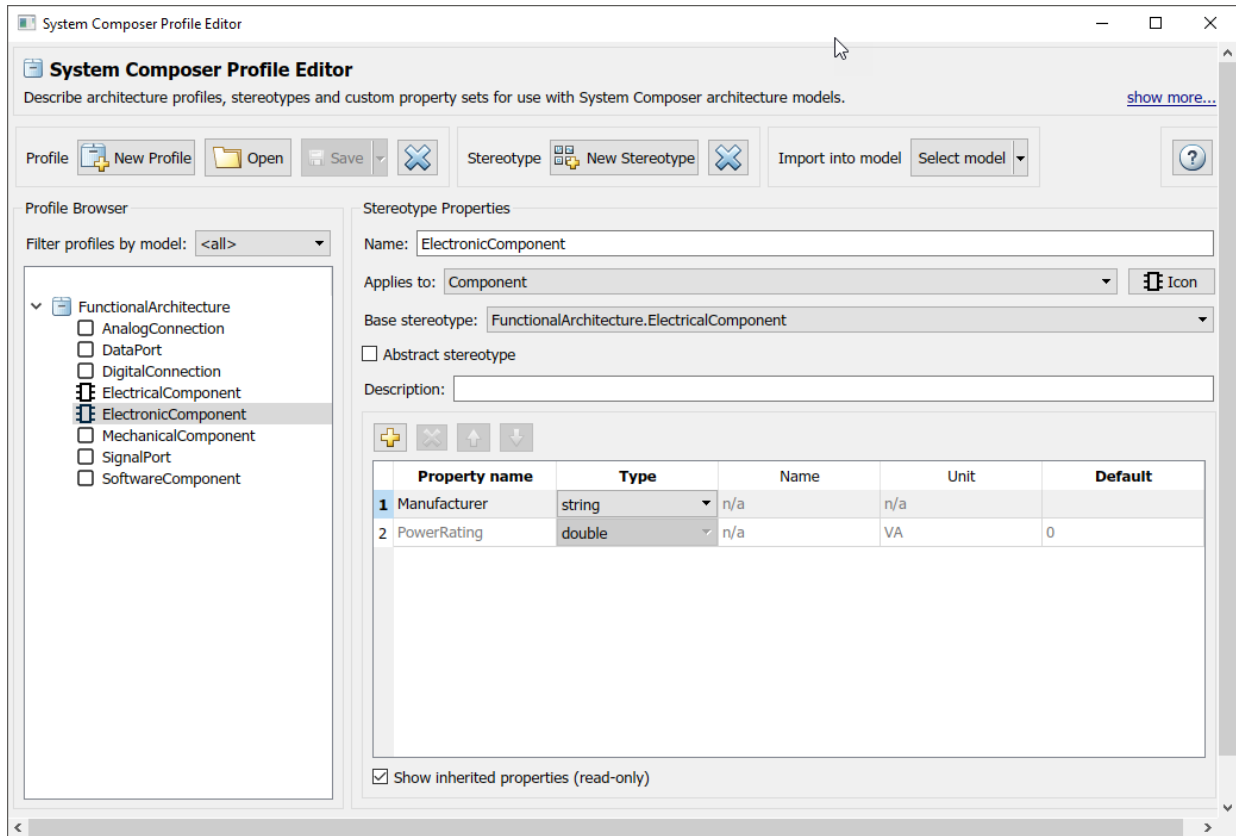 System Composer Profile Editor
System Composer Profile Editor
Describe architecture profiles, stereotypes and custom property sets for use with System Composer architecture models.
show more...
Profile New Profile Open Save Stereotype New Stereotype Import into model Select model ?
Profile Browser
Filter profiles by model: <all>
FunctionalArchitecture
AnalogConnection
DataPort
DigitalConnection
ElectricalComponent
ElectronicComponent
MechanicalComponent
SignalPort
SoftwareComponent
Stereotype Properties
Name: ElectronicComponent
Applies to: Component Icon
Base stereotype: FunctionalArchitecture.ElectricalComponent
Abstract stereotype
Description:
Property name Type Name Unit Default
1 Manufacturer string n/a n/a
2 PowerRating double n/a VA 0
Show inherited properties (read-only)